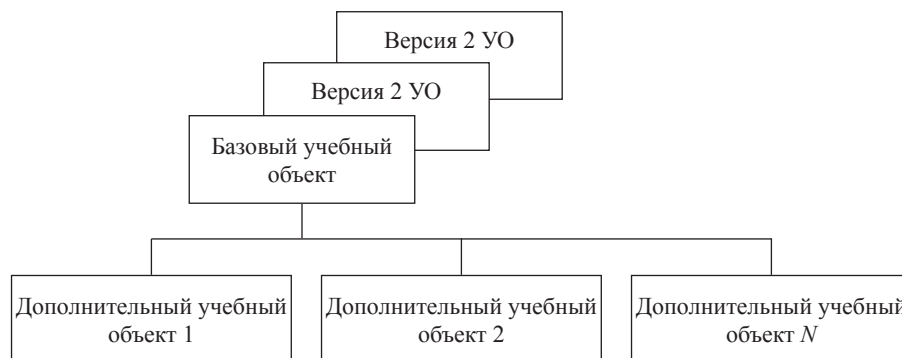 Версия 2 УО
Версия 2 УО
Базовый учебный
объект
Дополнительный учебный
объект 1
Дополнительный учебный
объект 2
Дополнительный учебный
объект N